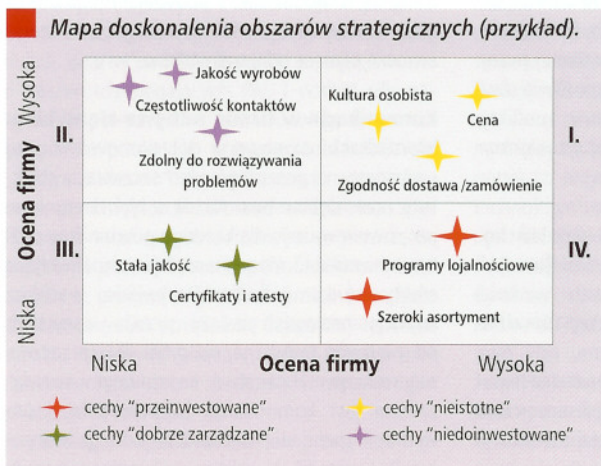 Mapa doskonalenia obszarów strategicznych (przykład).
Ocena firmy
Wysoka
Niska
II.
I.
III.
IV.
Jakość wyrobów
Częstotliwość kontaktów
Zdolny do rozwiązywania
problemów
Kultura osobista
Cena
Zgodność dostawa /zamówienie
Stała jakość
Certyfikaty i atesty
Programy lojalnościowe
Szeroki asortyment
Niska
Ocena firmy
Wysoka
cechy "przeinwestowane"
cechy "nieistotne"
cechy "dobrze zarządzane"
cechy "niedoinwestowane"